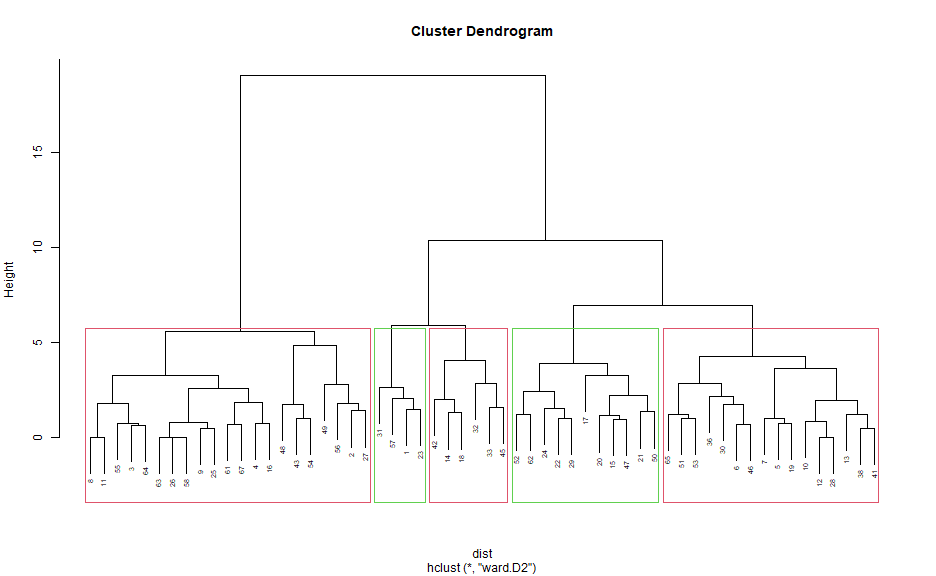 Cluster Dendrogram
Height
0 5 10 15
8 11 55 3 64 63 26 58 9 25 61 67 4 16 48 43 54 49 56 2 27 31 57 1 23 42 14 18 32 33 45 52 62 24 22 29 17 20 15 47 21 50 65 51 53 36 30 6 46 7 5 19 10 12 28 13 38 41
dist
hclust (*, "ward.D2")